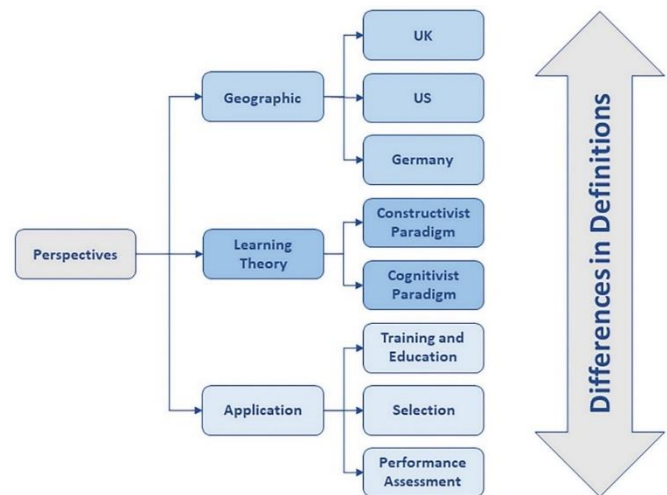 UK
Geographic
US
Germany
Perspectives
Learning
Theory
Constructivist
Paradigm
Cognitivist
Paradigm
Application
Training and
Education
Selection
Performance
Assessment
Differences in Definitions